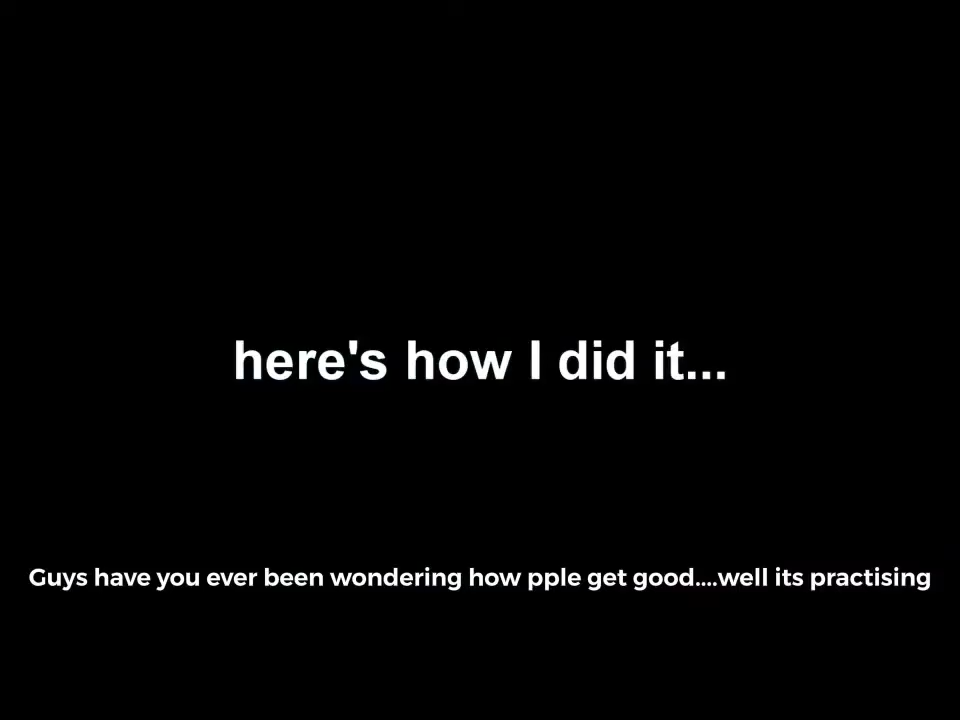 here's how I did it...
Guys have you ever been wondering how pple get good....well its practising